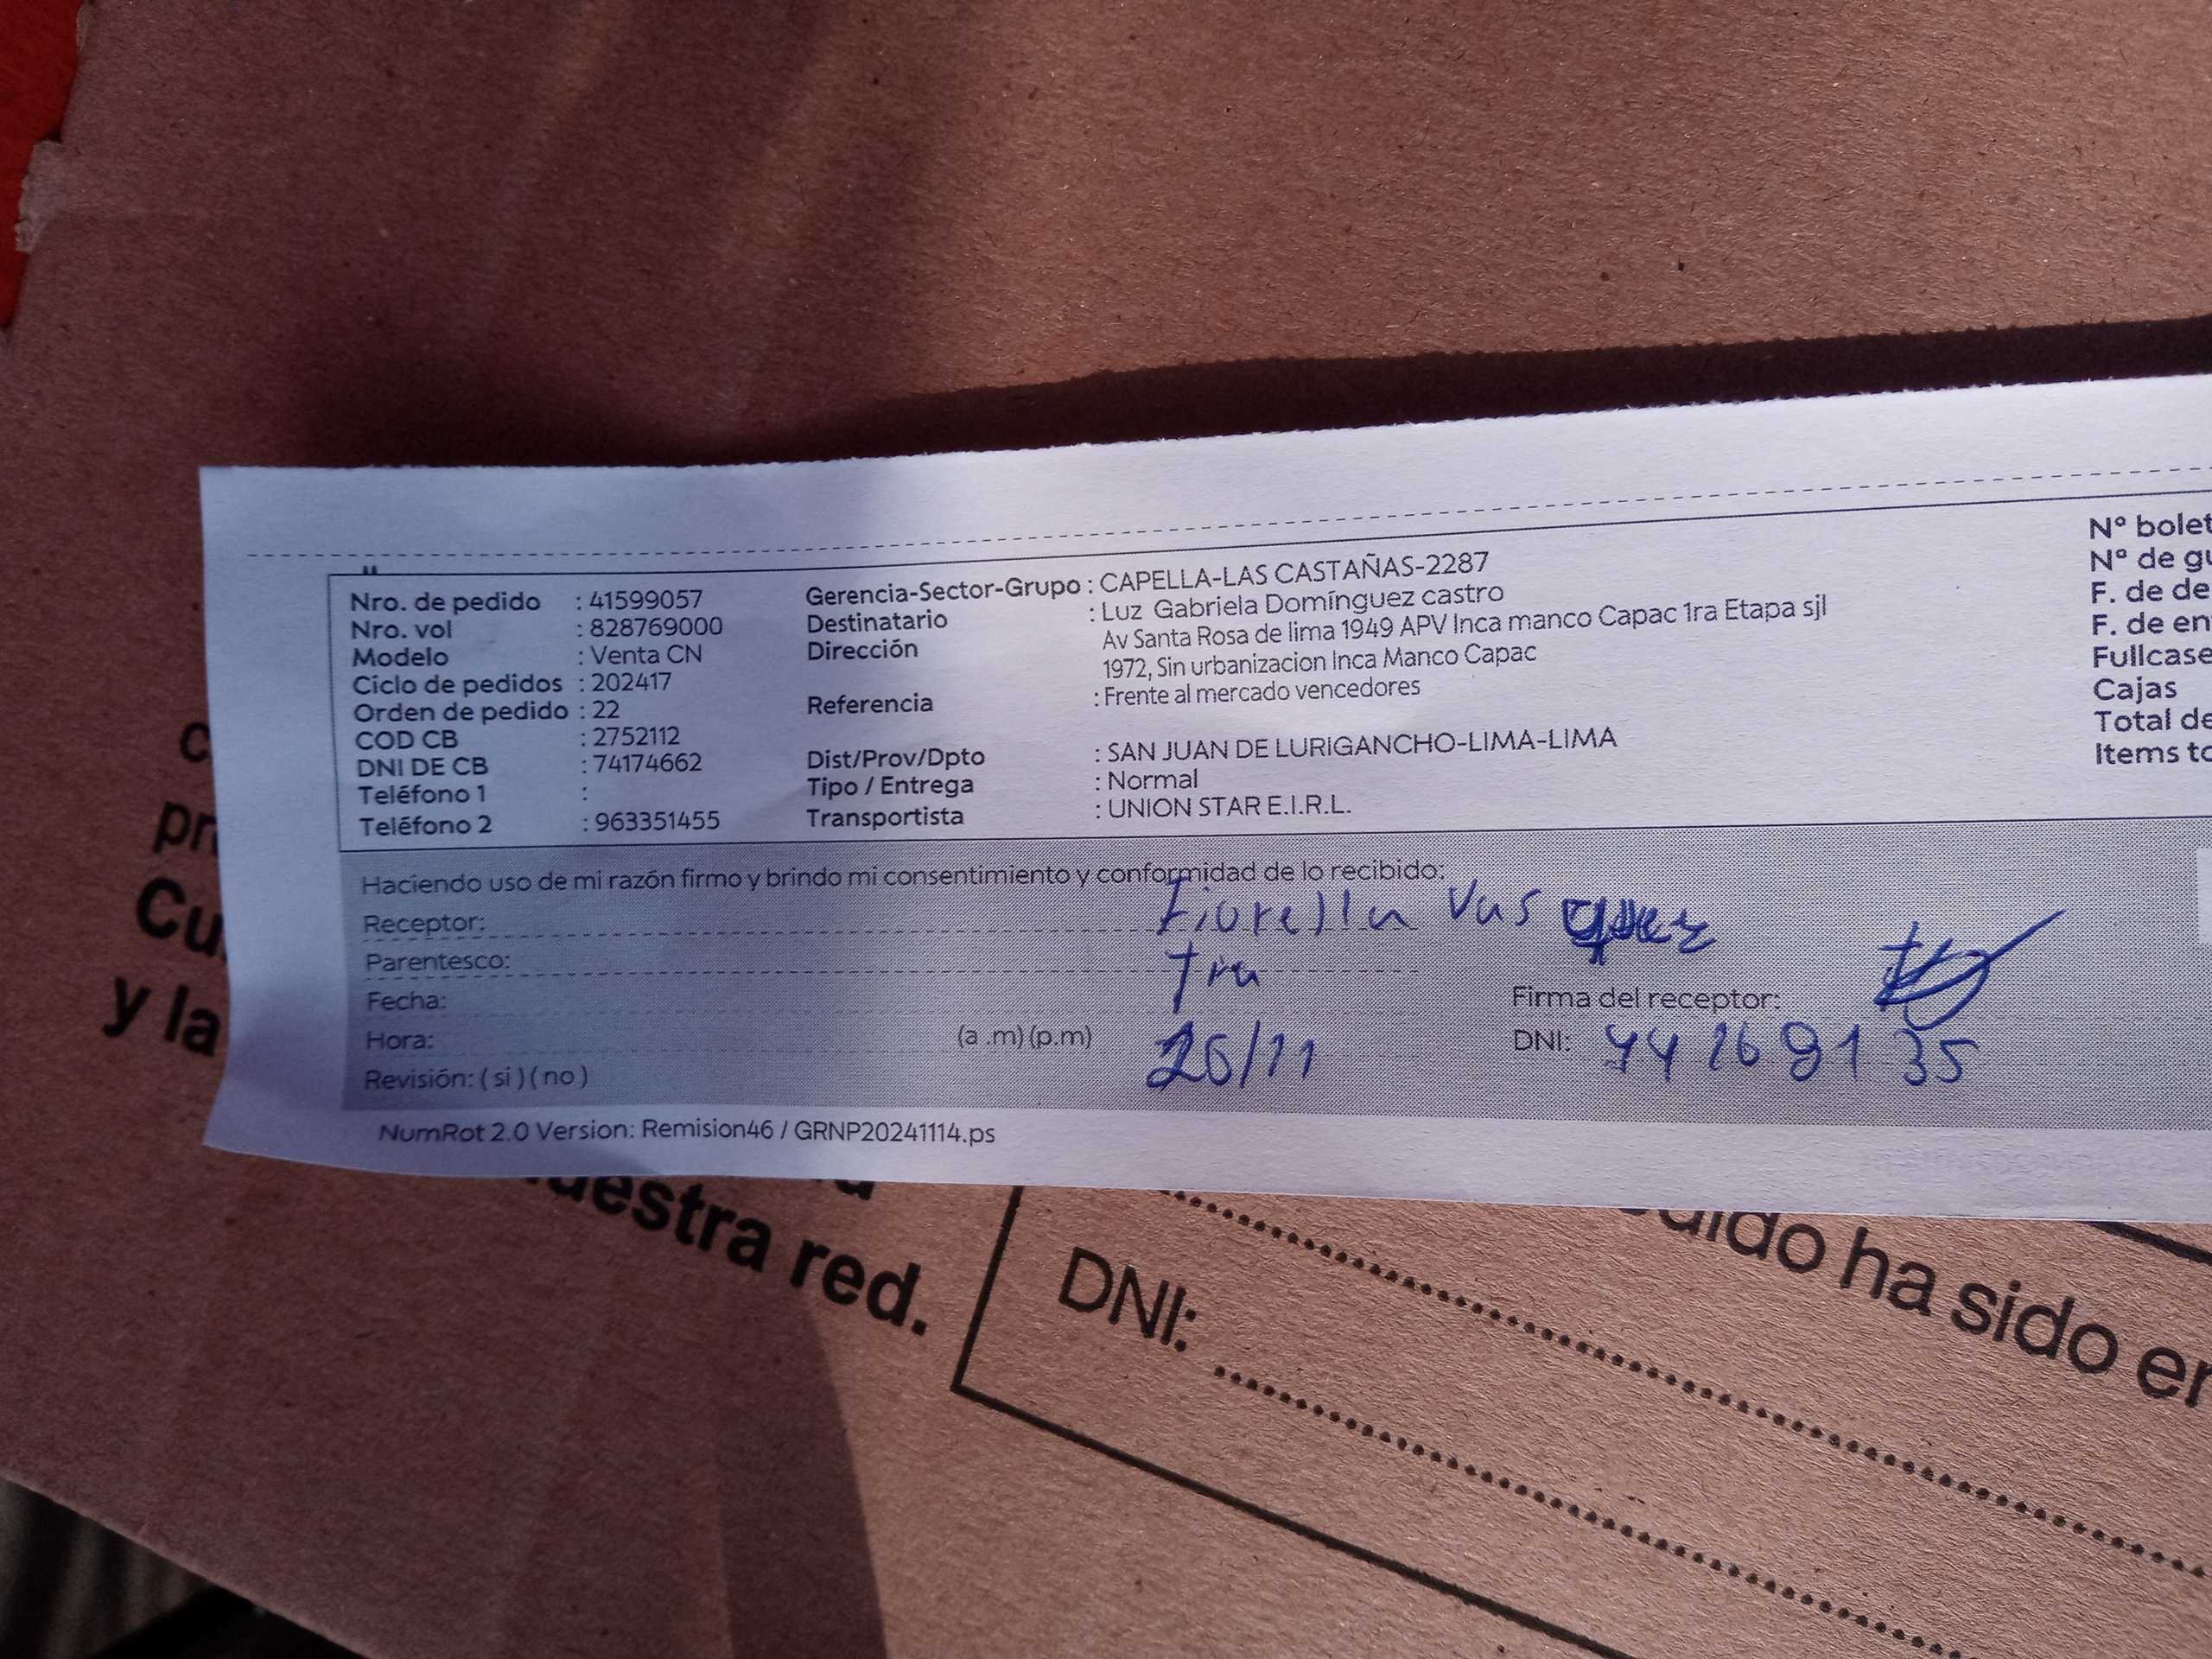 Nro. de pedido : 41599057
Nro. vol : 828769000
Modelo : Venta CN
Ciclo de pedidos : 202417
Orden de pedido : 22
COD CB : 2752112
DNI DE CB : 74174662
Teléfono 1 :
Teléfono 2 : 963351455
Gerencia-Sector-Grupo : CAPELLA-LAS CASTAÑAS-2287
Destinatario : Luz Gabriela Domínguez castro
Dirección Av Santa Rosa de lima 1949 APV Inca manco Capac 1ra Etapa sjl
1972, Sin urbanizacion Inca Manco Capac
Referencia : Frente al mercado vencedores
Dist/Prov/Dpto : SAN JUAN DE LURIGANCHO-LIMA-LIMA
Tipo / Entrega : Normal
Transportista : UNION STAR E.I.R.L.
N° bolet
N° de gu
F. de de
F. de en
Fullcase
Cajas
Total de
Items to
Haciendo uso de mi razón firmo y brindo mi consentimiento y conformidad de lo recibido:
Receptor: Fiorella Vasquez
Parentesco:
Fecha:
Hora: (a .m) (p.m) 26/11
Revisión: ( si ) ( no )
Firma del receptor:
DNI:
NumRot 2.0 Version: Remision46 / GRNP20241114.ps
c
pr
Cu
y la
uestra red.
DNI:
ido ha sido en